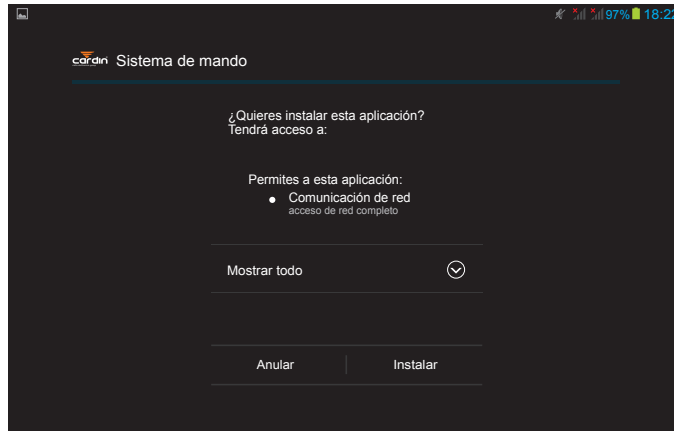 97% 18:22
cardin Sistema de mando
¿Quieres instalar esta aplicación?
Tendrá acceso a:
Permites a esta aplicación:
Comunicación de red
acceso de red completo
Mostrar todo
Anular Instalar